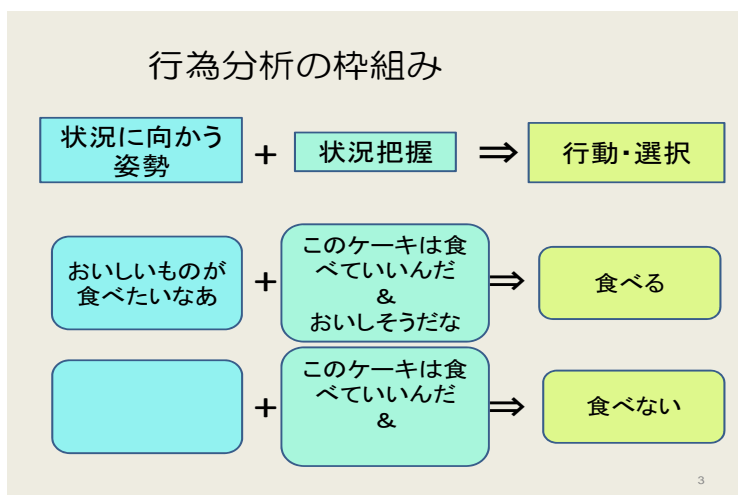 行為分析の枠組み
状況に向かう
姿勢
+
状況把握
⇒
行動・選択
おいしいものが
食べたいなあ
+
このケーキは食
べていいんだ
&
おいしそうだな
⇒
食べる
+
このケーキは食
べていいんだ
&
⇒
食べない
3